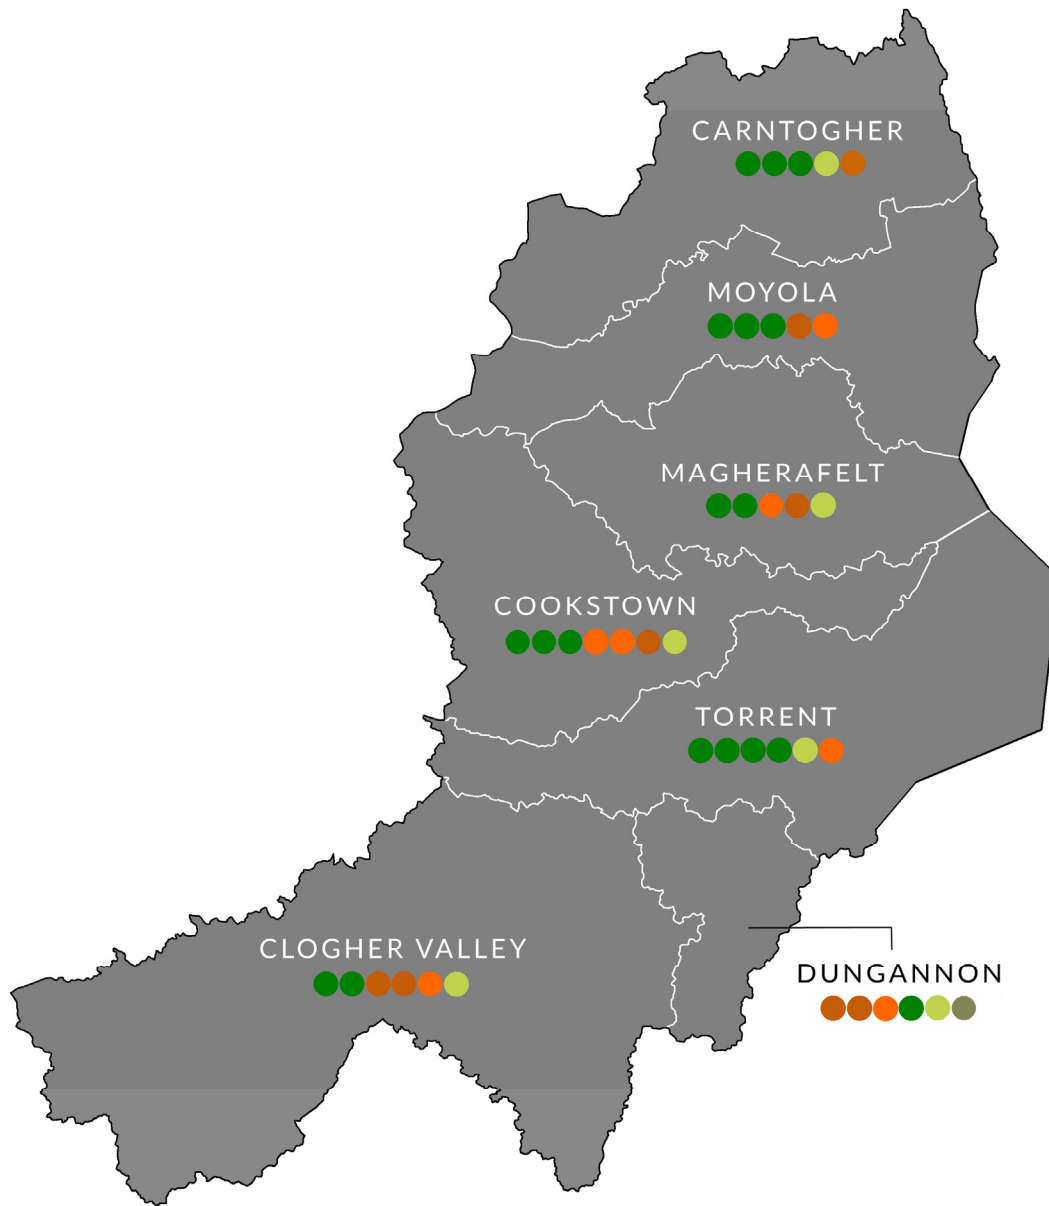 CARNTOGHER
MOYOLA
MAGHERAFELT
COOKSTOWN
TORRENT
CLOGHER VALLEY
DUNGANNON